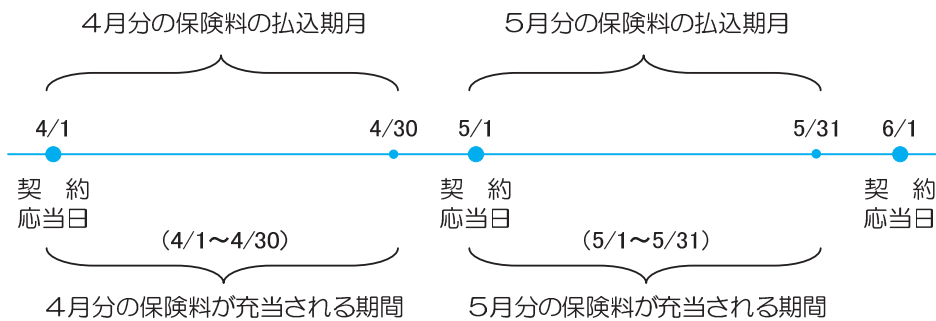 4月分の保険料の払込期月 5月分の保険料の払込期月
4/1 4/30 5/1 5/31 6/1
契 約 契 約 契 約
応当日 応当日 応当日
（4/1～4/30） （5/1～5/31）
4月分の保険料が充当される期間 5月分の保険料が充当される期間